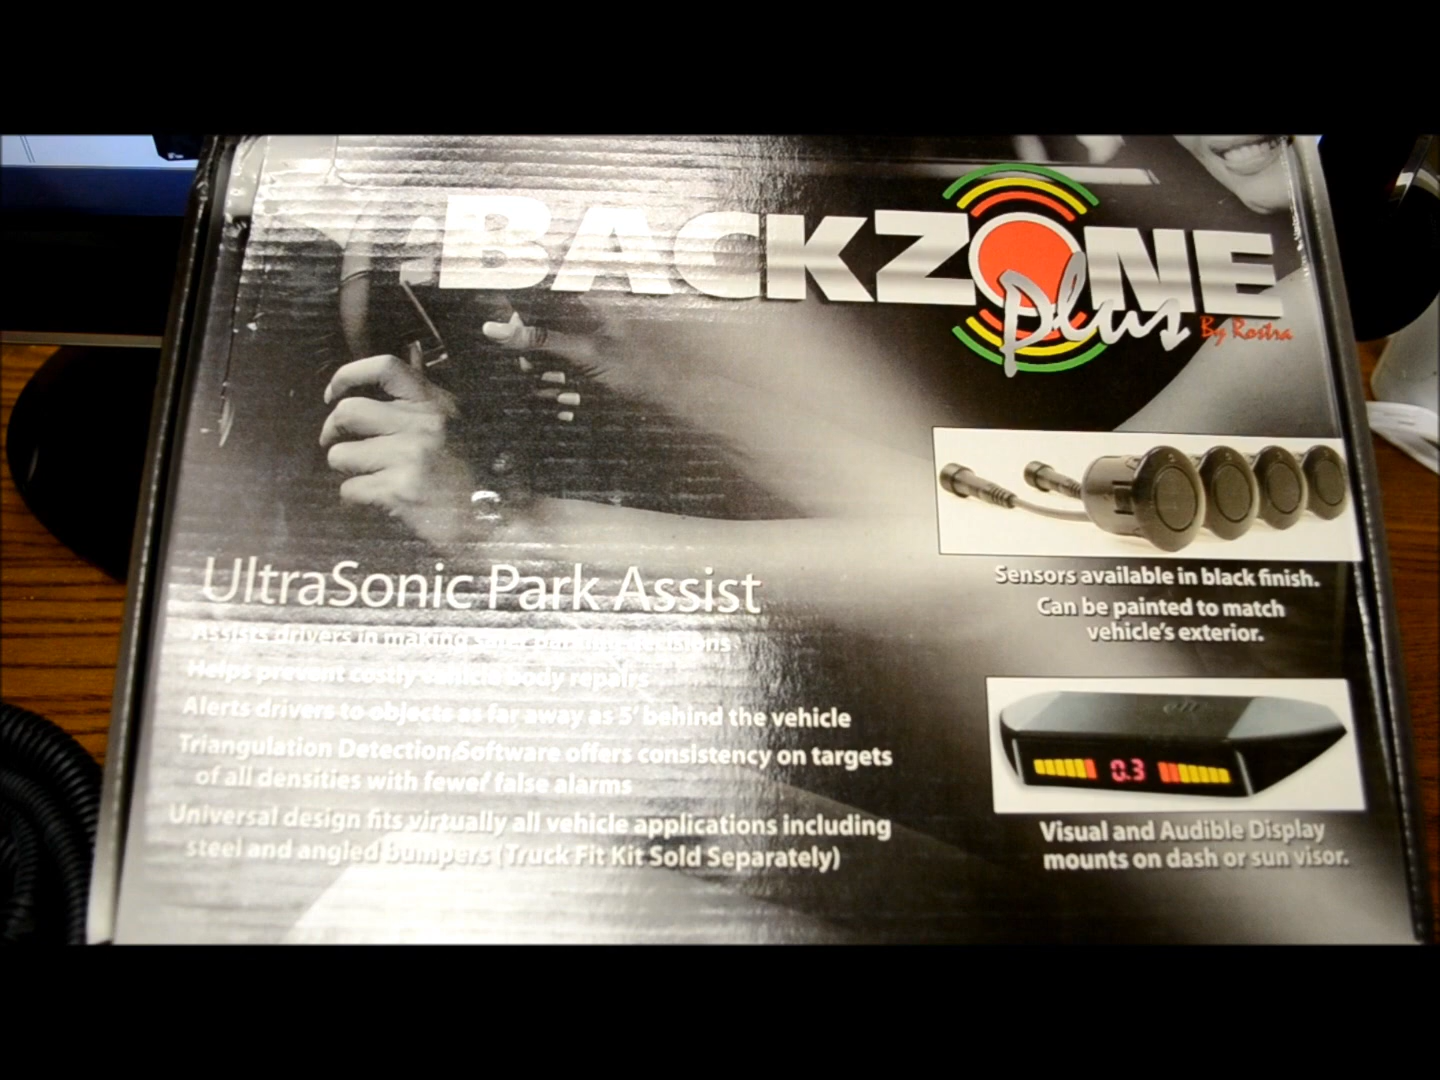 BACKZONE
Plus
By Rostra
UltraSonic Park Assist
Assists drivers in making safer parking decisions
Helps prevent costly vehicle body repairs
Alerts drivers to objects as far away as 5' behind the vehicle
Triangulation Detection Software offers consistency on targets
of all densities with fewer false alarms
Universal design fits virtually all vehicle applications including
steel and angled bumpers (Truck Fit Kit Sold Separately)
Sensors available in black finish.
Can be painted to match
vehicle's exterior.
0.3
Visual and Audible Display
mounts on dash or sun visor.